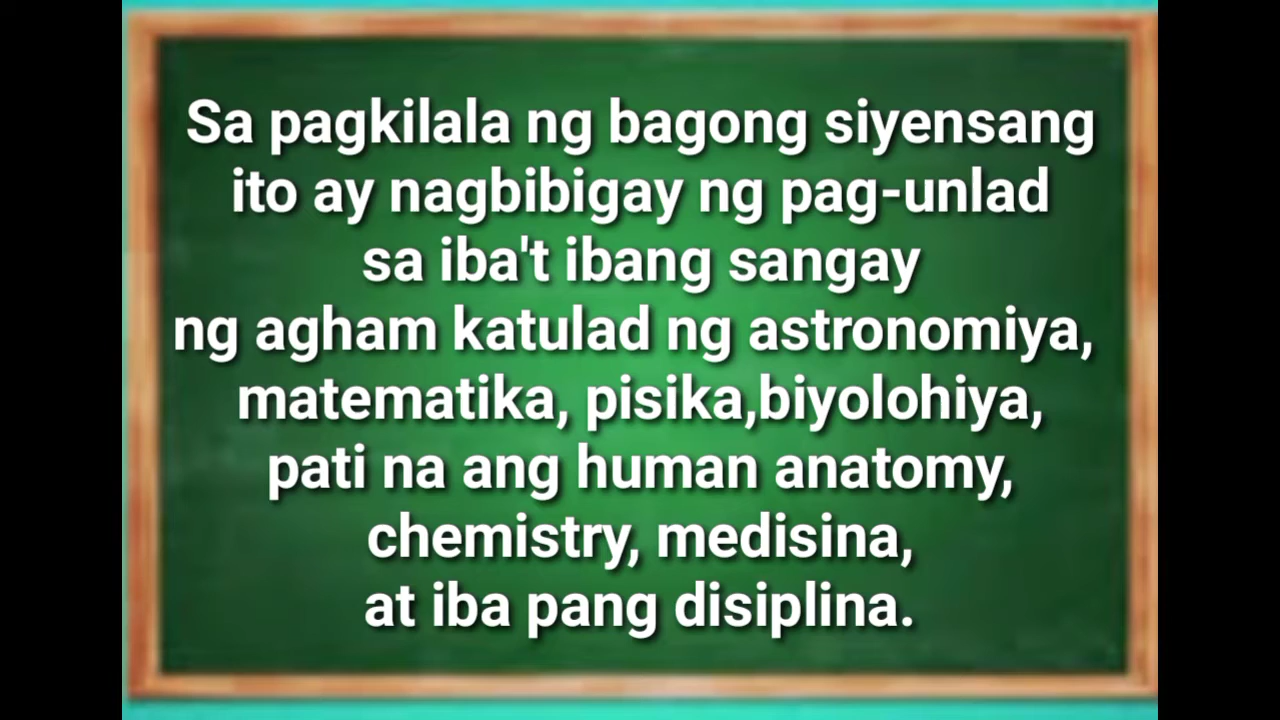 Sa pagkilala ng bagong siyensang
ito ay nagbibigay ng pag-unlad
sa iba't ibang sangay
ng agham katulad ng astronomiya,
matematika, pisika,biyolohiya,
pati na ang human anatomy,
chemistry, medisina,
at iba pang disiplina.